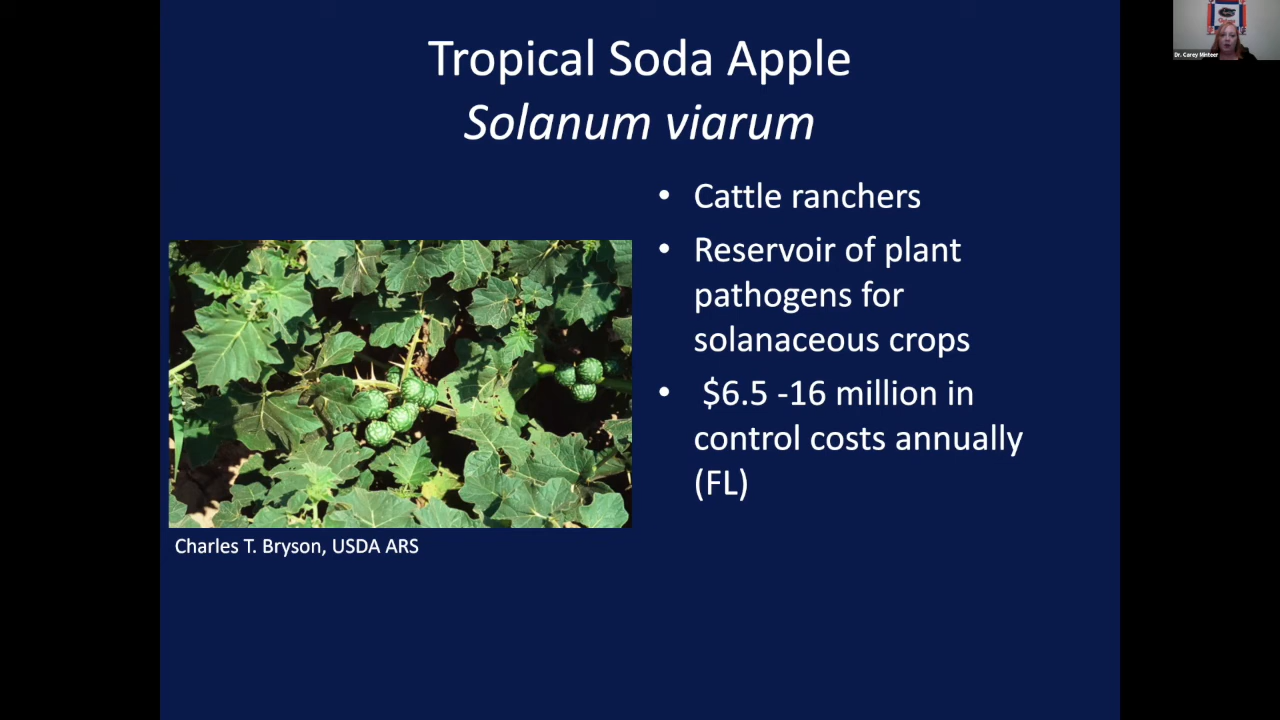 Tropical Soda Apple
Solanum viarum
• Cattle ranchers
• Reservoir of plant
pathogens for
solanaceous crops
• $6.5 -16 million in
control costs annually
(FL)
Charles T. Bryson, USDA ARS
Dr. Carey Minteer